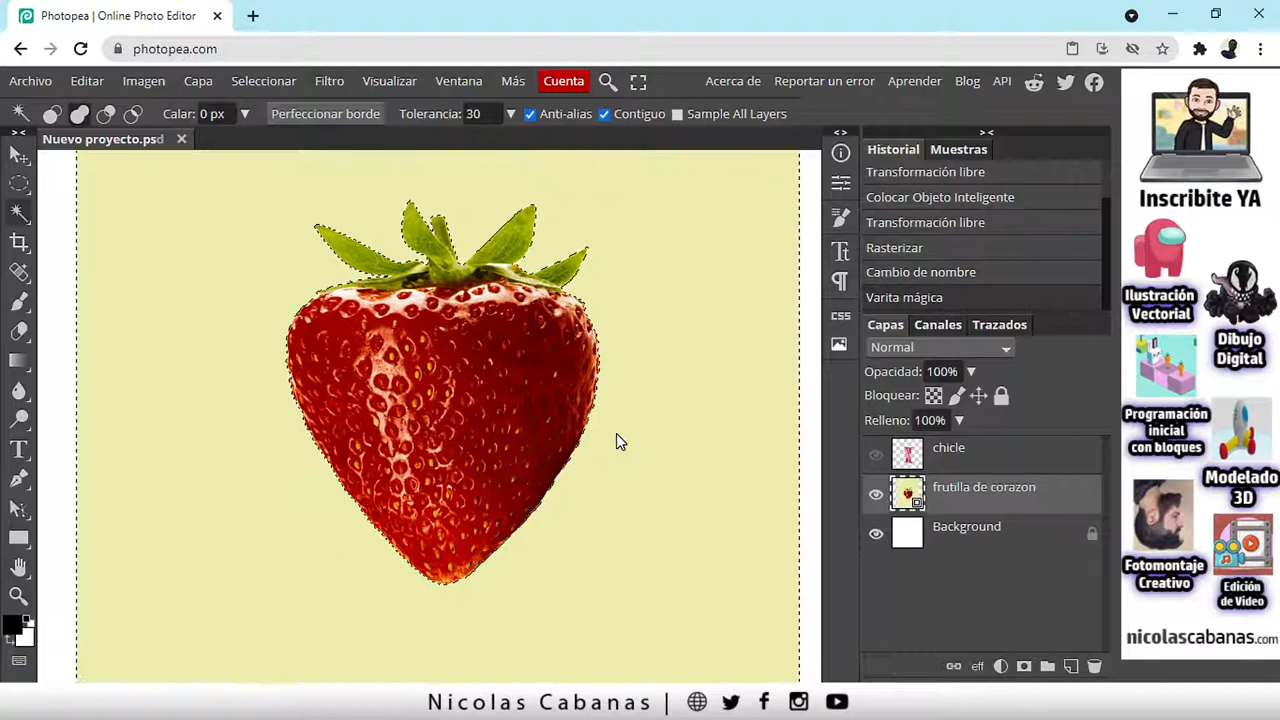 Photopea | Online Photo Editor
photopea.com
Archivo Editar Imagen Capa Seleccionar Filtro Visualizar Ventana Más Cuenta Acerca de Reportar un error Aprender Blog API
Calar: 0 px Perfeccionar borde Tolerancia: 30 Anti-alias Contiguo Sample All Layers
Nuevo proyecto.psd
Historial Muestras
Transformación libre
Colocar Objeto Inteligente
Transformación libre
Rasterizar
Cambio de nombre
Varita mágica
CSS
Capas Canales Trazados
Normal
Opacidad: 100%
Bloquear:
Relleno: 100%
chicle
frutilla de corazon
Background
eff
Inscribite YA
Ilustración
Vectorial
Dibujo
Digital
Programación
inicial
con bloques
Modelado
3D
Fotomontaje
Creativo
Edición
de Video
nicolascabanas.com
Nicolas Cabanas |